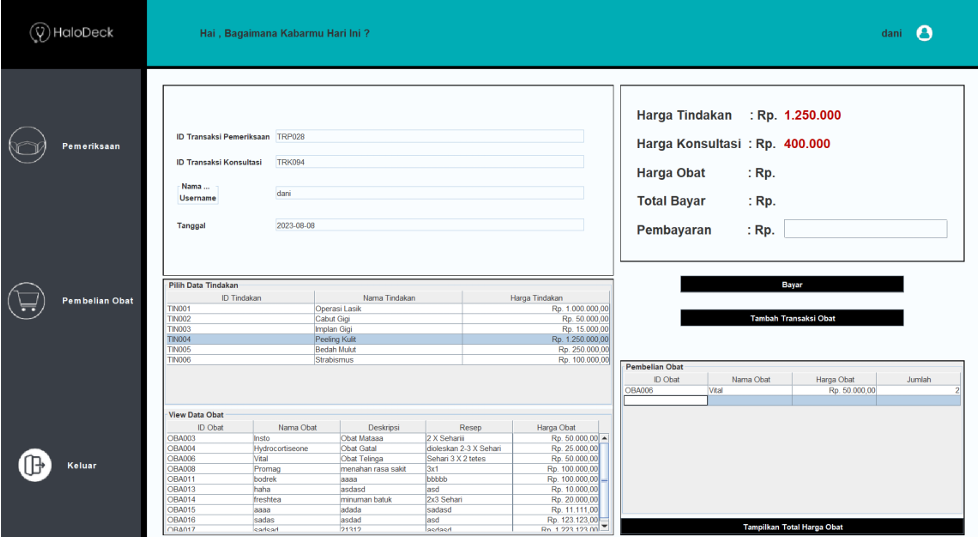 HaloDeck
Hai , Bagaimana Kabarmu Hari Ini ?
dani
Pemeriksaan
Pembelian Obat
Keluar
ID Transaksi Pemeriksaan TRP028
ID Transaksi Konsultasi TRK094
Nama ...
Username dani
Tanggal 2023-08-08
Harga Tindakan : Rp. 1.250.000
Harga Konsultasi : Rp. 400.000
Harga Obat : Rp.
Total Bayar : Rp.
Pembayaran : Rp.
Bayar
Tambah Transaksi Obat
Pilih Data Tindakan
ID Tindakan Nama Tindakan Harga Tindakan
TIN001 Operasi Lasik Rp. 1.000.000,00
TIN002 Cabut Gigi Rp. 50.000,00
TIN003 Implan Gigi Rp. 15.000,00
TIN004 Peeling Kulit Rp. 1.250.000,00
TIN005 Bedah Mulut Rp. 250.000,00
TIN006 Strabismus Rp. 100.000,00
View Data Obat
ID Obat Nama Obat Deskripsi Resep Harga Obat
OBA003 Insto Obat Mataaa 2 X Sehariii Rp. 50.000,00
OBA004 Hydrocortiseone Obat Gatal dioleskan 2-3 X Sehari Rp. 25.000,00
OBA006 Vital Obat Telinga Sehari 3 X 2 tetes Rp. 50.000,00
OBA008 Promag menahan rasa sakit 3x1 Rp. 100.000,00
OBA011 bodrek aaaa bbbbb Rp. 100.000,00
OBA013 haha asdasd asd Rp. 10.000,00
OBA014 freshtea minuman batuk 2x3 Sehari Rp. 20.000,00
OBA015 aaaa adada sadasd Rp. 11.111,00
OBA016 sadas asdad asd Rp. 123.123,00
OBA017 sadsad 21312 asdasd Rp. 1.223.123,00
Pembelian Obat
ID Obat Nama Obat Harga Obat Jumlah
OBA006 Vital Rp. 50.000,00 2
Tampilkan Total Harga Obat